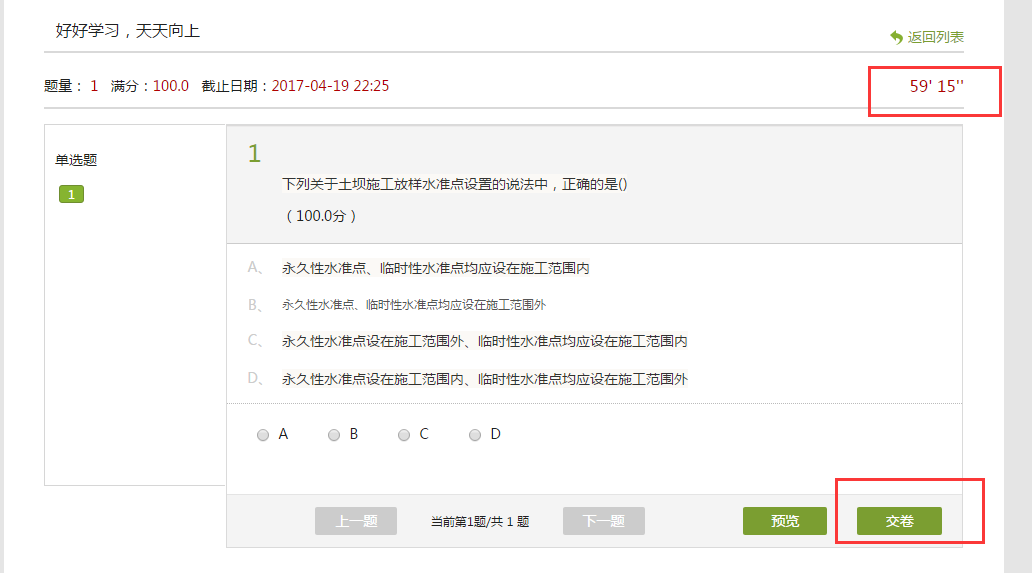 好好学习，天天向上
返回列表
题量： 1 满分：100.0 截止日期：2017-04-19 22:25
59' 15''
单选题
1
1
下列关于土坝施工放样水准点设置的说法中，正确的是()
（ 100.0分 ）
A、 永久性水准点、临时性水准点均应设在施工范围内
B、 永久性水准点、临时性水准点均应设在施工范围外
C、 永久性水准点设在施工范围外、临时性水准点均应设在施工范围内
D、 永久性水准点设在施工范围内、临时性水准点均应设在施工范围外
A B C D
上一题 当前第1题/共 1 题 下一题 预览 交卷